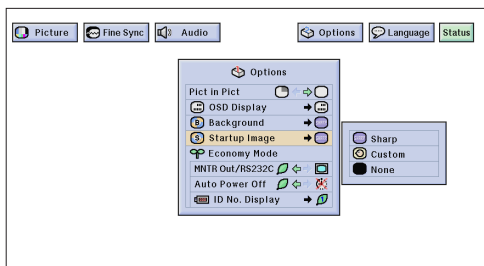 Picture Fine Sync Audio Options Language Status
Options
Pict in Pict
OSD Display
B Background
S Startup Image
Economy Mode
MNTR Out/RS232C
Auto Power Off
ID No. Display 1
Sharp
Custom
None